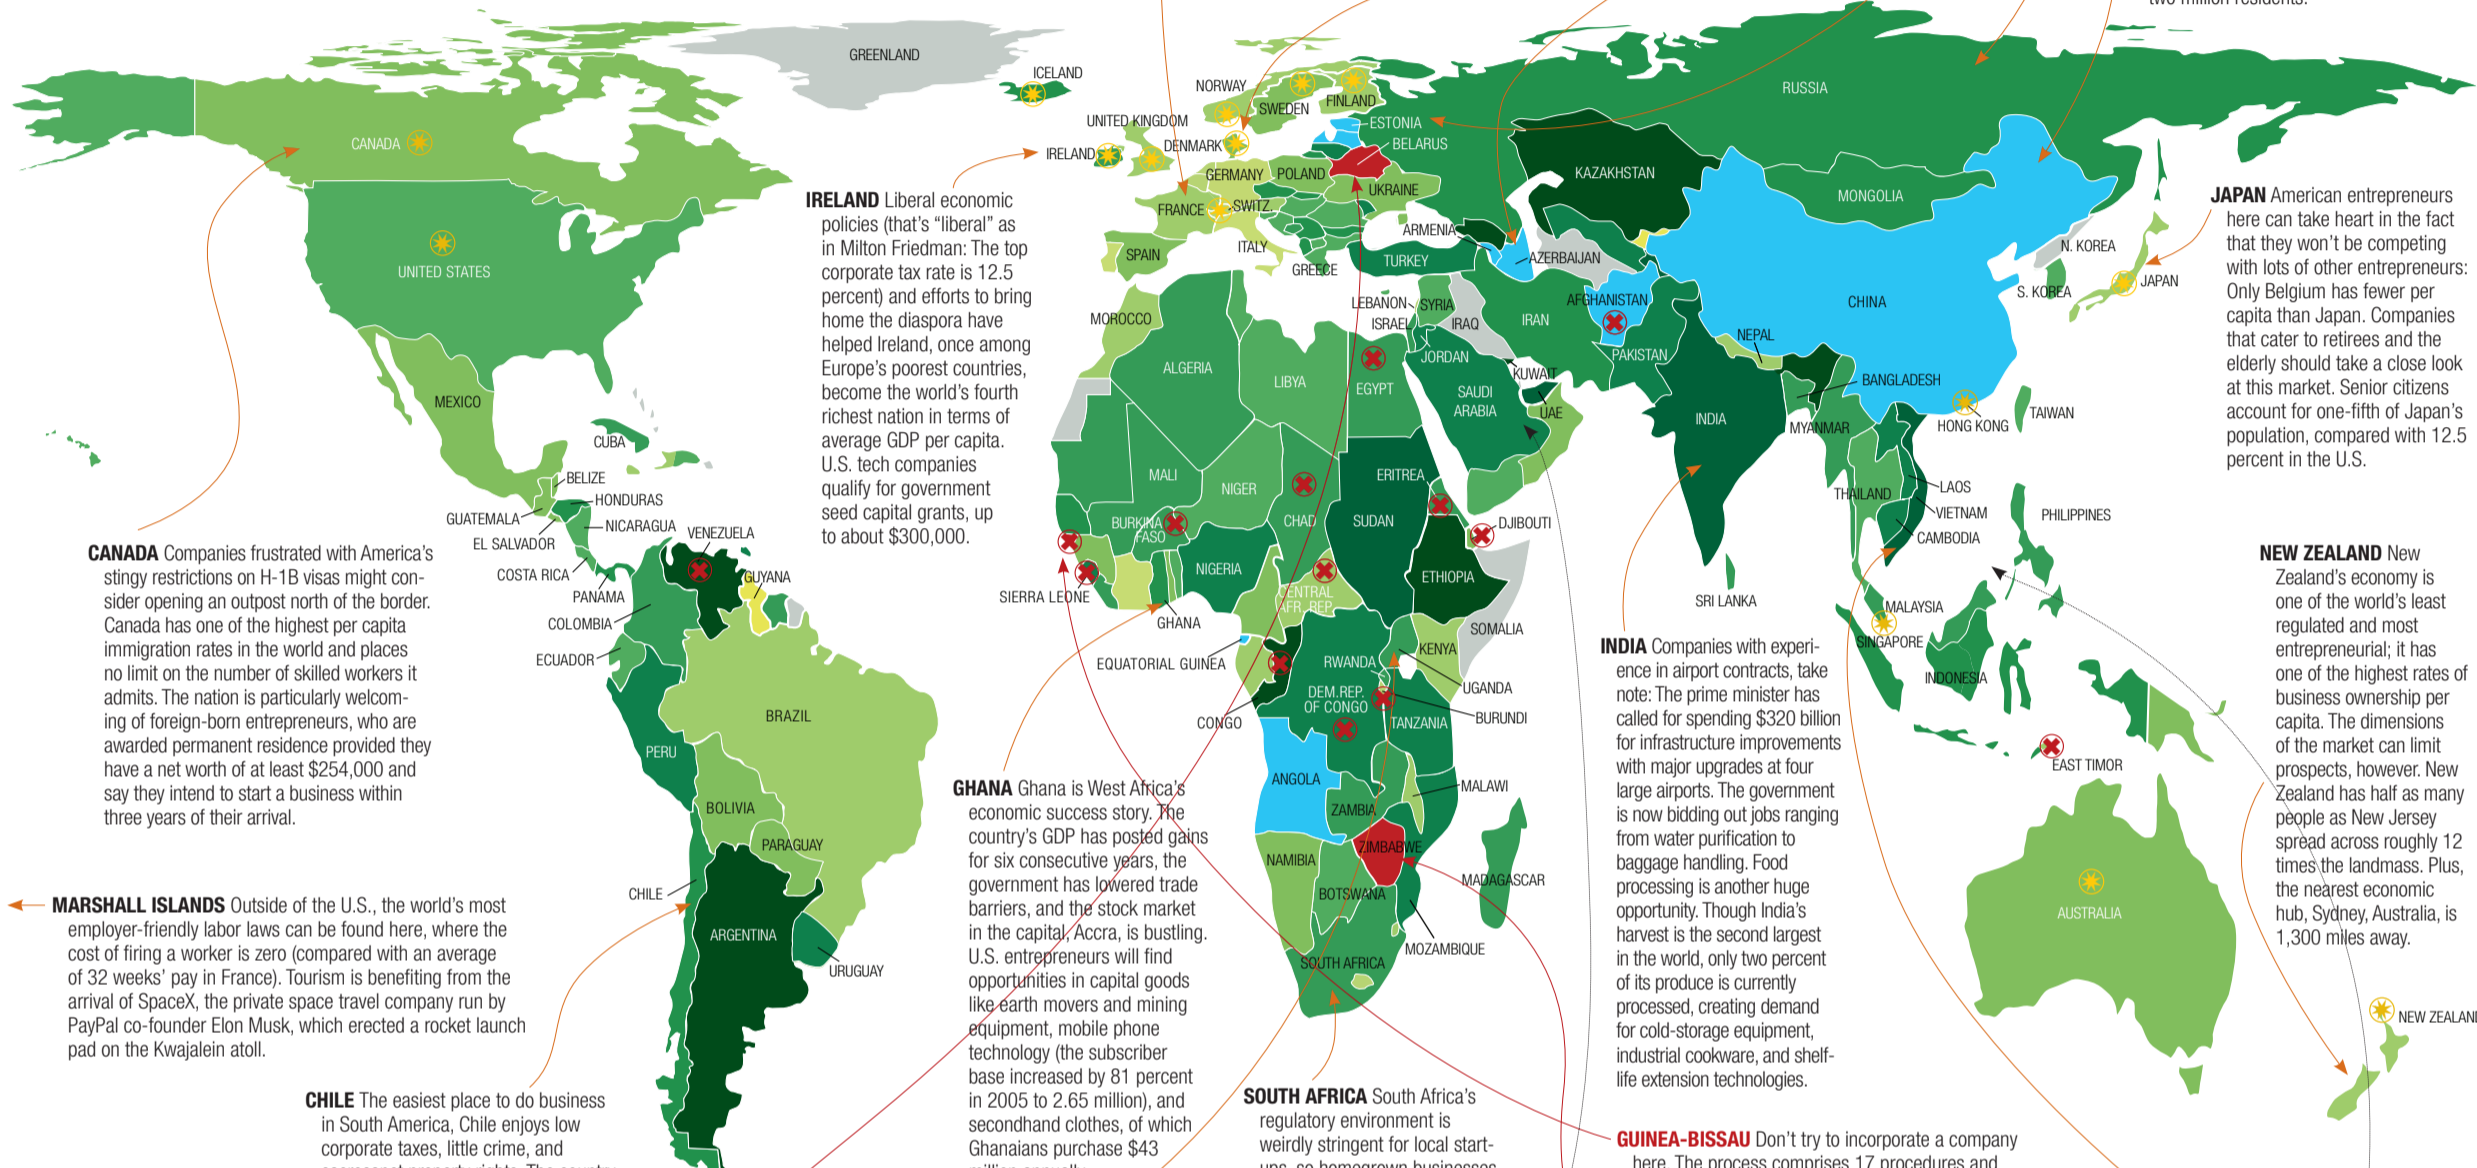 two million residents.
GREENLAND
ICELAND
NORWAY
SWEDEN
FINLAND
RUSSIA
UNITED KINGDOM
ESTONIA
CANADA
IRELAND
DENMARK
BELARUS
GERMANY
POLAND
KAZAKHSTAN
UKRAINE
MONGOLIA
FRANCE
SWITZ.
ARMENIA
ITALY
SPAIN
GREECE
TURKEY
AZERBAIJAN
N. KOREA
UNITED STATES
S. KOREA
JAPAN
LEBANON
SYRIA
AFGHANISTAN
CHINA
MOROCCO
ISRAEL
IRAQ
IRAN
NEPAL
JORDAN
PAKISTAN
ALGERIA
LIBYA
EGYPT
KUWAIT
BANGLADESH
MEXICO
SAUDI
ARABIA
UAE
INDIA
HONG KONG
TAIWAN
MYANMAR
CUBA
BELIZE
MALI
NIGER
ERITREA
LAOS
THAILAND
HONDURAS
GUATEMALA
NICARAGUA
VIETNAM
PHILIPPINES
EL SALVADOR
VENEZUELA
BURKINA
FASO
CHAD
SUDAN
DJIBOUTI
CAMBODIA
COSTA RICA
GUYANA
NIGERIA
ETHIOPIA
PANAMA
SIERRA LEONE
CENTRAL
AFR. REP.
SRI LANKA
COLOMBIA
GHANA
SOMALIA
MALAYSIA
SINGAPORE
ECUADOR
EQUATORIAL GUINEA
RWANDA
KENYA
INDONESIA
UGANDA
DEM.REP.
OF CONGO
BURUNDI
CONGO
TANZANIA
BRAZIL
PERU
EAST TIMOR
ANGOLA
MALAWI
BOLIVIA
ZAMBIA
PARAGUAY
ZIMBABWE
NAMIBIA
CHILE
BOTSWANA
MADAGASCAR
AUSTRALIA
ARGENTINA
MOZAMBIQUE
URUGUAY
SOUTH AFRICA
NEW ZEALAN
IRELAND Liberal economic
policies (that's “liberal” as
in Milton Friedman: The top
corporate tax rate is 12.5
percent) and efforts to bring
home the diaspora have
helped Ireland, once among
Europe's poorest countries,
become the world's fourth
richest nation in terms of
average GDP per capita.
U.S. tech companies
qualify for government
seed capital grants, up
to about $300,000.
JAPAN American entrepreneurs
here can take heart in the fact
that they won't be competing
with lots of other entrepreneurs:
Only Belgium has fewer per
capita than Japan. Companies
that cater to retirees and the
elderly should take a close look
at this market. Senior citizens
account for one-fifth of Japan's
population, compared with 12.5
percent in the U.S.
CANADA Companies frustrated with America's
stingy restrictions on H-1B visas might con-
sider opening an outpost north of the border.
Canada has one of the highest per capita
immigration rates in the world and places
no limit on the number of skilled workers it
admits. The nation is particularly welcom-
ing of foreign-born entrepreneurs, who are
awarded permanent residence provided they
have a net worth of at least $254,000 and
say they intend to start a business within
three years of their arrival.
NEW ZEALAND New
Zealand's economy is
one of the world's least
regulated and most
entrepreneurial; it has
one of the highest rates of
business ownership per
capita. The dimensions
of the market can limit
prospects, however. New
Zealand has half as many
people as New Jersey
spread across roughly 12
times the landmass. Plus,
the nearest economic
hub, Sydney, Australia, is
1,300 miles away.
INDIA Companies with experi-
ence in airport contracts, take
note: The prime minister has
called for spending $320 billion
for infrastructure improvements
with major upgrades at four
large airports. The government
is now bidding out jobs ranging
from water purification to
baggage handling. Food
processing is another huge
opportunity. Though India's
harvest is the second largest
in the world, only two percent
of its produce is currently
processed, creating demand
for cold-storage equipment,
industrial cookware, and shelf-
life extension technologies.
GHANA Ghana is West Africa's
economic success story. The
country's GDP has posted gains
for six consecutive years, the
government has lowered trade
barriers, and the stock market
in the capital, Accra, is bustling.
U.S. entrepreneurs will find
opportunities in capital goods
like earth movers and mining
equipment, mobile phone
technology (the subscriber
base increased by 81 percent
in 2005 to 2.65 million), and
secondhand clothes, of which
Ghanaians purchase $43
million annually.
MARSHALL ISLANDS Outside of the U.S., the world's most
employer-friendly labor laws can be found here, where the
cost of firing a worker is zero (compared with an average
of 32 weeks' pay in France). Tourism is benefiting from the
arrival of SpaceX, the private space travel company run by
PayPal co-founder Elon Musk, which erected a rocket launch
pad on the Kwajalein atoll.
CHILE The easiest place to do business
in South America, Chile enjoys low
corporate taxes, little crime, and
SOUTH AFRICA South Africa's
regulatory environment is
weirdly stringent for local start-
ups, so homegrown businesses
GUINEA-BISSAU Don't try to incorporate a company
here. The process comprises 17 procedures and